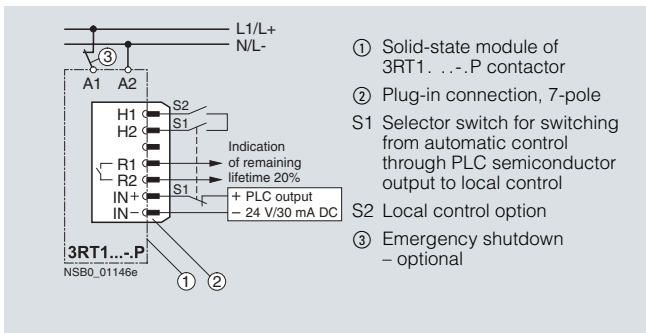 L1/L+
N/L-
③
A1 A2
H1 S2
H2 S1
R1
R2
IN+ S1
IN−
Indication
of remaining
lifetime 20%
+ PLC output
− 24 V/30 mA DC
3RT1...-.P
NSB0_01146e
① ②
① Solid-state module of
3RT1. . ..-.P contactor
② Plug-in connection, 7-pole
S1 Selector switch for switching
from automatic control
through PLC semiconductor
output to local control
S2 Local control option
③ Emergency shutdown
– optional